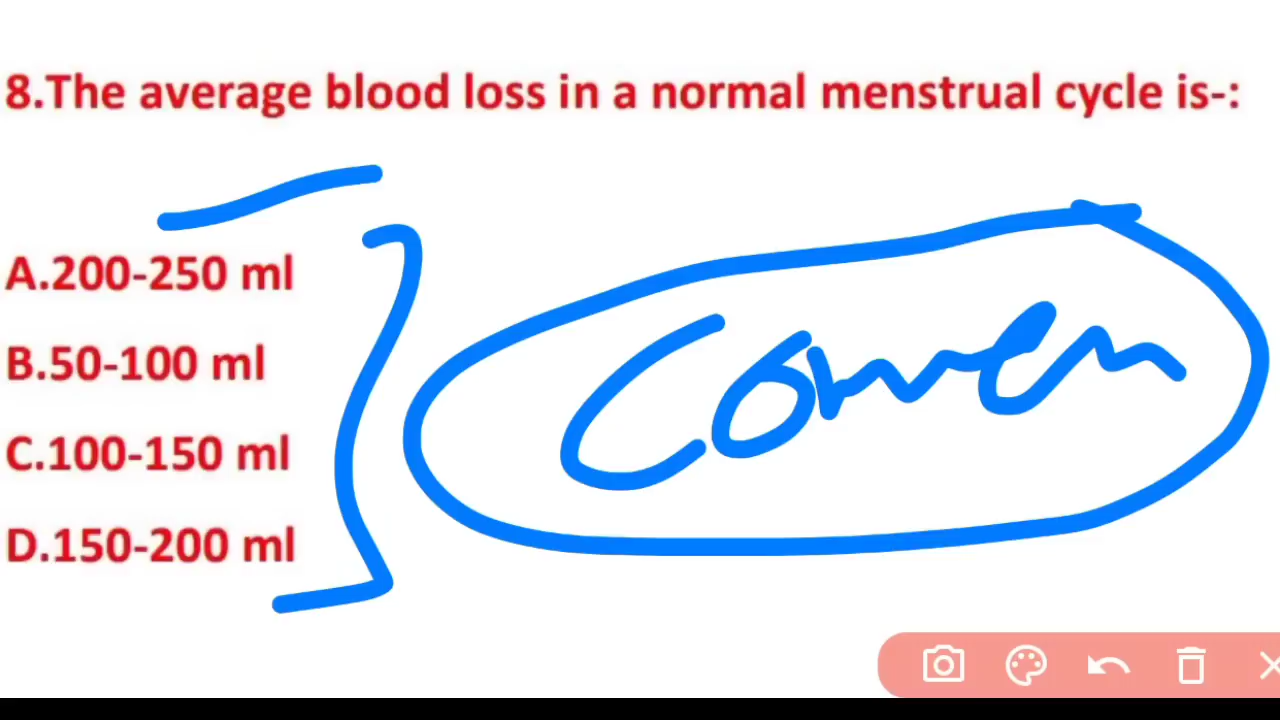 8.The average blood loss in a normal menstrual cycle is-:
A.200-250 ml
B.50-100 ml
C.100-150 ml
D.150-200 ml